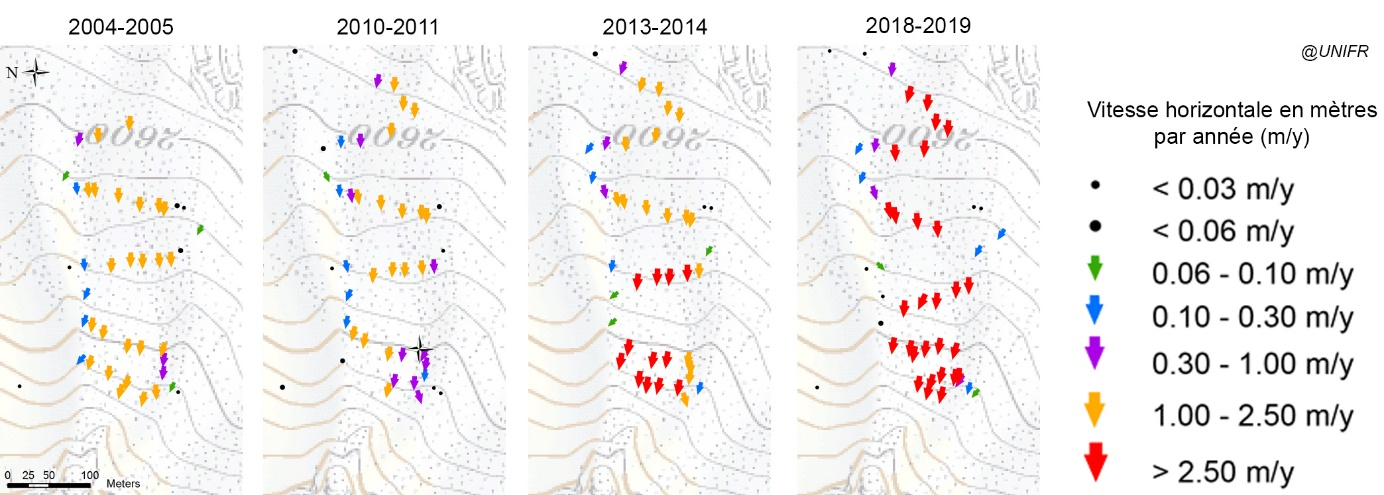 2004-2005
2010-2011
2013-2014
2018-2019
@UNIFR
N
2600
2600
2600
2600
Vitesse horizontale en mètres
par année (m/y)
< 0.03 m/y
< 0.06 m/y
0.06 - 0.10 m/y
0.10 - 0.30 m/y
0.30 - 1.00 m/y
1.00 - 2.50 m/y
> 2.50 m/y
0 25 50 100
Meters